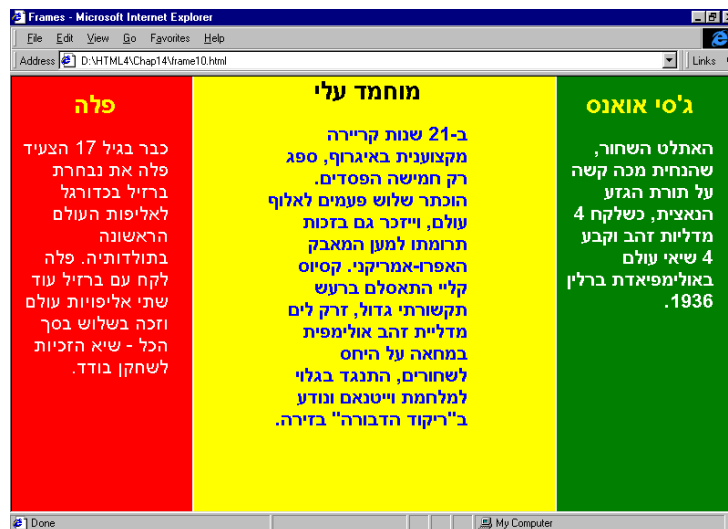 Frames - Microsoft Internet Explorer
File Edit View Go Favorites Help
Address D:\HTML4\Chap14\frame10.html Links
ג'סי אואנס
האתלט השחור,
שהנחית מכה קשה
על תורת הגזע
הנאצית, כשלקח 4
מדליות זהב וקבע
4 שיאי עולם
באולימפיאדת ברלין
1936.
מוחמד עלי
ב-21 שנות קריירה
מקצוענית באיגרוף, ספג
רק חמישה הפסדים.
הוכתר שלוש פעמים לאלוף
עולם, וייזכר גם בזכות
תרומתו למען המאבק
האפרו-אמריקני. קסיוס
קליי התאסלם ברעש
תקשורתי גדול, זרק לים
מדליית זהב אולימפית
במחאה על היחס
לשחורים, התנגד בגלוי
למלחמת וייטנאם ונודע
ב"ריקוד הדבורה" בזירה.
פלה
כבר בגיל 17 הצעיד
פלה את נבחרת
ברזיל בכדורגל
לאליפות העולם
הראשונה
בתולדותיה. פלה
לקח עם ברזיל עוד
שתי אליפויות עולם
וזכה בשלוש בסך
הכל - שיא הזכיות
לשחקן בודד.
Done My Computer